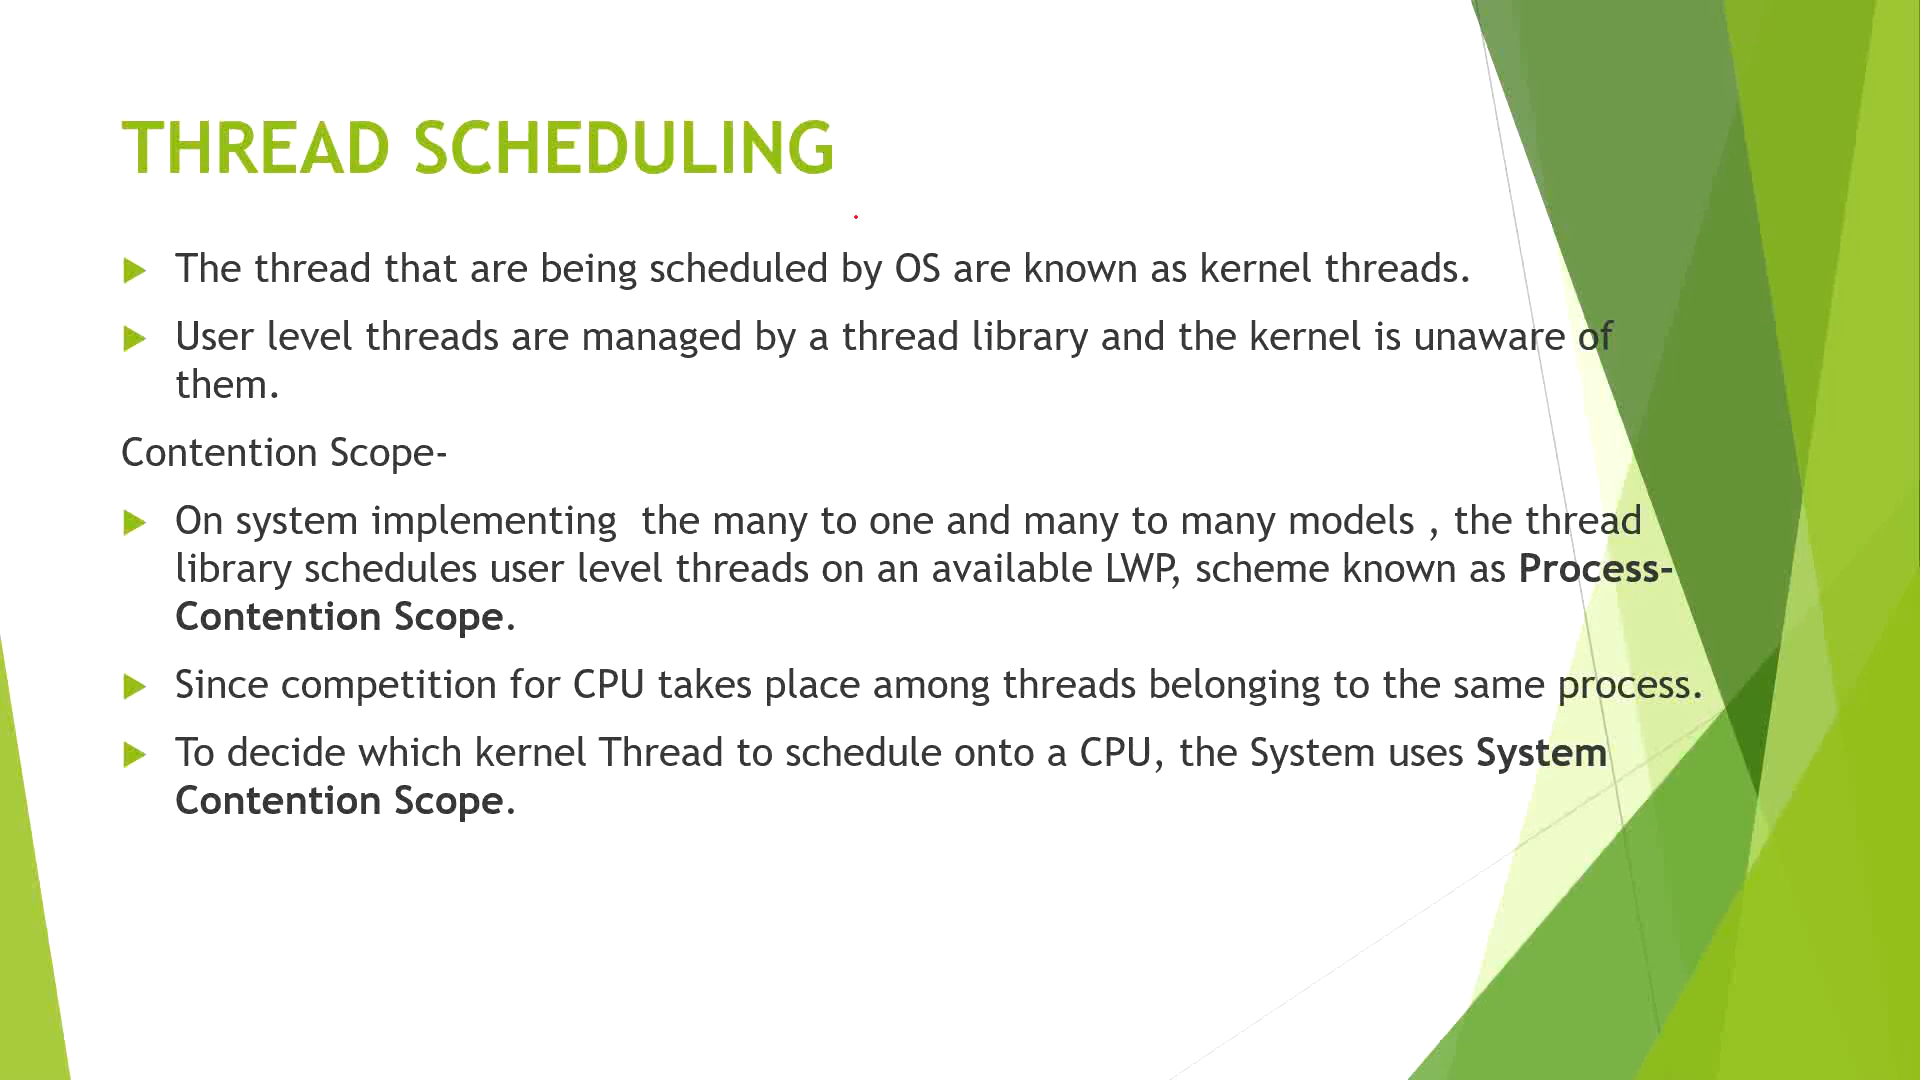 THREAD SCHEDULING
The thread that are being scheduled by OS are known as kernel threads.
User level threads are managed by a thread library and the kernel is unaware of
them.
Contention Scope-
On system implementing  the many to one and many to many models , the thread
library schedules user level threads on an available LWP, scheme known as Process-
Contention Scope.
Since competition for CPU takes place among threads belonging to the same process.
To decide which kernel Thread to schedule onto a CPU, the System uses System
Contention Scope.